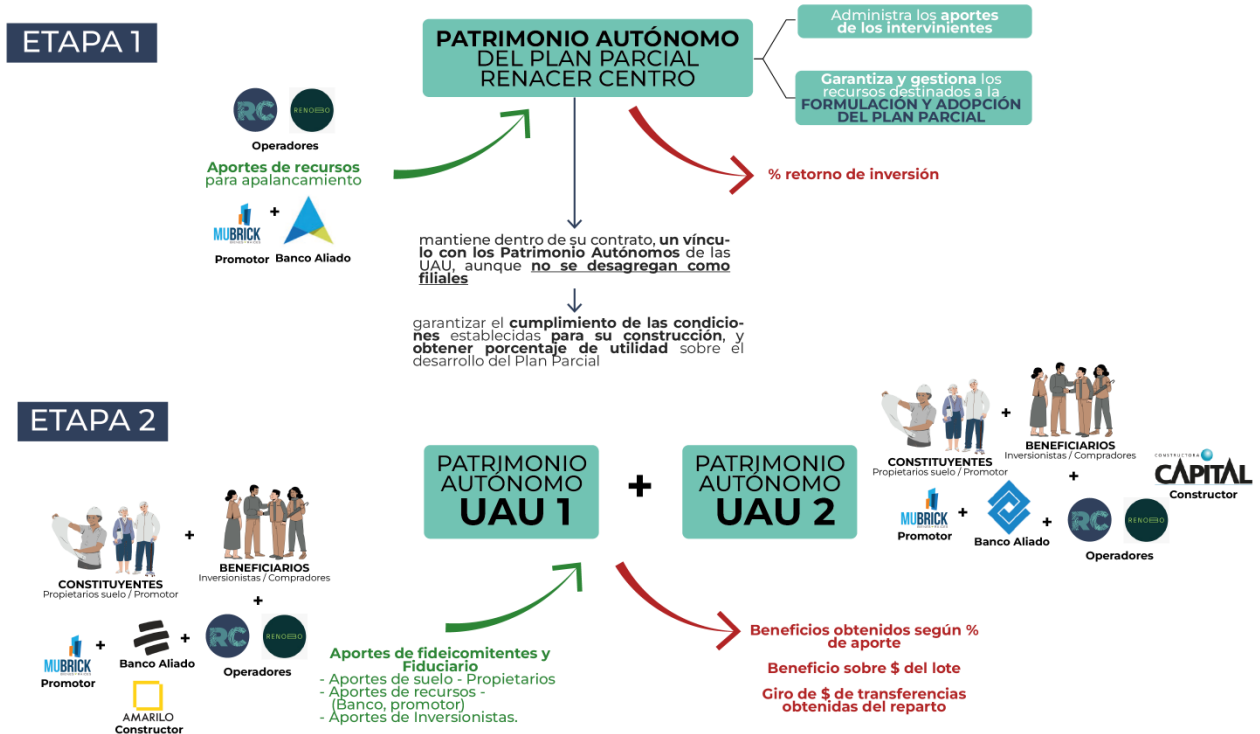 ETAPA 1
PATRIMONIO AUTÓNOMO
DEL PLAN PARCIAL
RENACER CENTRO
Administra los aportes
de los intervinientes
Garantiza y gestiona los
recursos destinados a la
FORMULACIÓN Y ADOPCIÓN
DEL PLAN PARCIAL
RC
RENOBO
Operadores
Aportes de recursos
para apalancamiento
MUBRICK
+
Promotor
Banco Aliado
% retorno de inversión
mantiene dentro de su contrato, un víncu-
lo con los Patrimonio Autónomos de las
UAU, aunque no se desagregan como
filiales
garantizar el cumplimiento de las condicio-
nes establecidas para su construcción, y
obtener porcentaje de utilidad sobre el
desarrollo del Plan Parcial
ETAPA 2
PATRIMONIO
AUTÓNOMO
UAU 1
+
PATRIMONIO
AUTÓNOMO
UAU 2
+
CONSTITUYENTES
Propietarios suelo / Promotor
BENEFICIARIOS
Inversionistas / Compradores
+
CONSTRUCTORA
CAPITAL
Constructor
MUBRICK
Promotor
+
Banco Aliado
+
RC
RENOBO
Operadores
+
CONSTITUYENTES
Propietarios suelo / Promotor
BENEFICIARIOS
Inversionistas / Compradores
+
MUBRICK
Promotor
+
Banco Aliado
+
RC
RENOBO
Operadores
AMARILO
Constructor
Aportes de fideicomitentes y
Fiduciario
- Aportes de suelo - Propietarios
- Aportes de recursos -
(Banco, promotor)
- Aportes de Inversionistas.
Beneficios obtenidos según %
de aporte
Beneficio sobre $ del lote
Giro de $ de transferencias
obtenidas del reparto